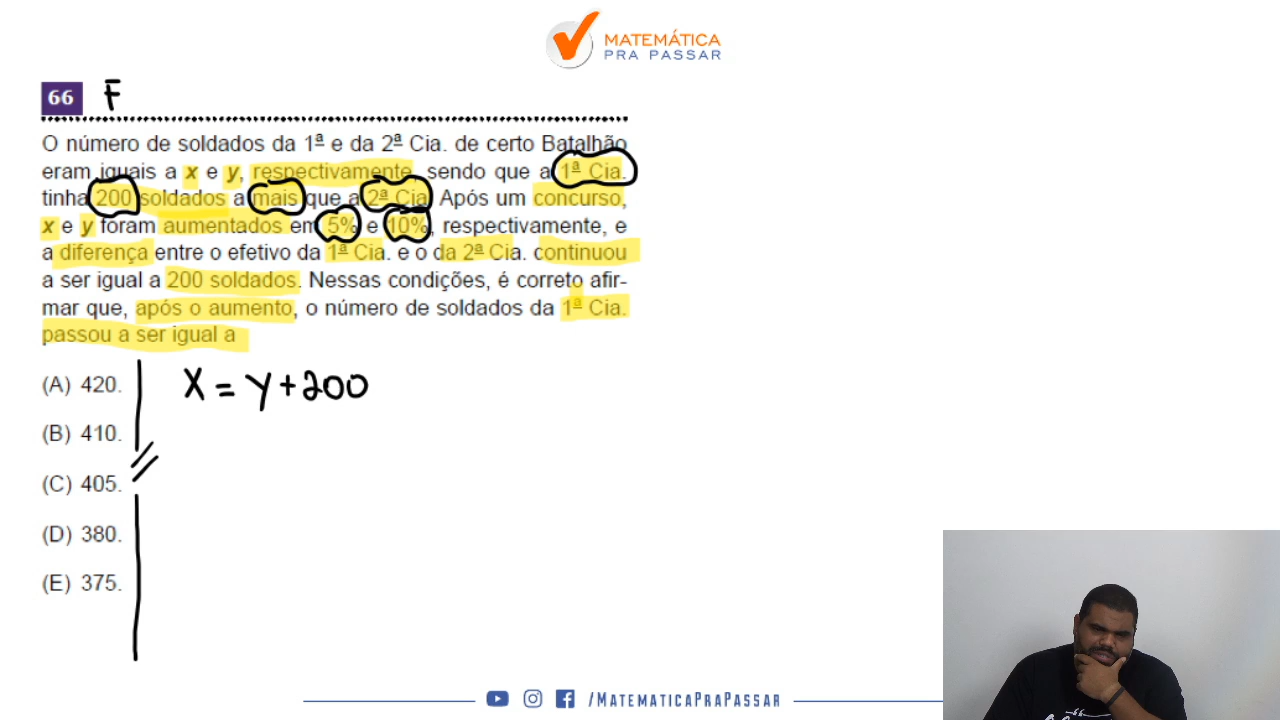 MATEMÁTICA
PRA PASSAR
66 F
O número de soldados da 1ª e da 2ª Cia. de certo Batalhão
eram iguais a x e y, respectivamente, sendo que a 1ª Cia.
tinha 200 soldados a mais que a 2ª Cia. Após um concurso,
x e y foram aumentados em 5% e 10%, respectivamente, e
a diferença entre o efetivo da 1ª Cia. e o da 2ª Cia. continuou
a ser igual a 200 soldados. Nessas condições, é correto afir-
mar que, após o aumento, o número de soldados da 1ª Cia.
passou a ser igual a
(A) 420.
X = Y + 200
(B) 410.
(C) 405.
(D) 380.
(E) 375.
/MATEMATICAPRAPASSAR